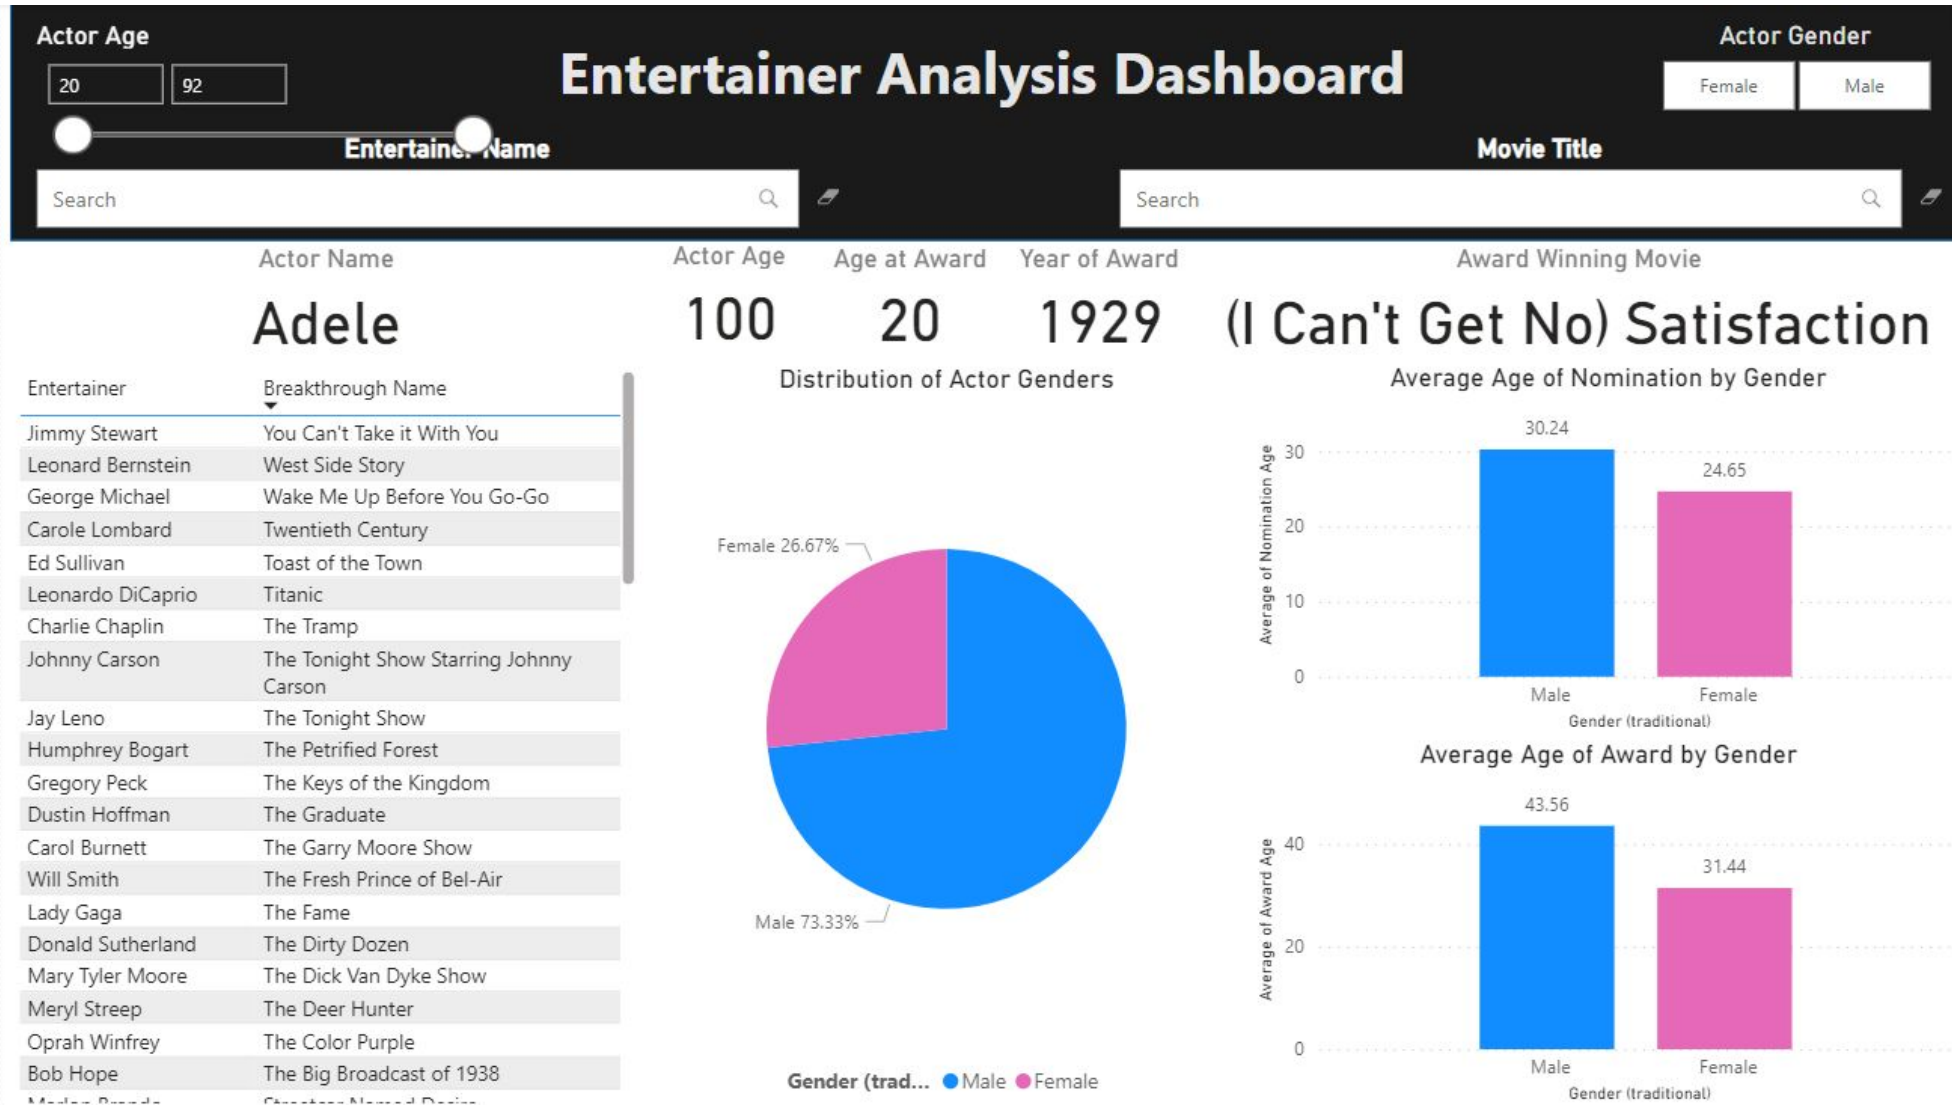 Actor Age
20 92
Entertainment Analysis Dashboard
Actor Gender
Female Male
Entertainer Name
Movie Title
Search
Search
Actor Name
Adele
Actor Age
100
Age at Award
20
Year of Award
1929
Award Winning Movie
(I Can't Get No) Satisfaction
Entertainer Breakthrough Name
Jimmy Stewart You Can't Take it With You
Leonard Bernstein West Side Story
George Michael Wake Me Up Before You Go-Go
Carole Lombard Twentieth Century
Ed Sullivan Toast of the Town
Leonardo DiCaprio Titanic
Charlie Chaplin The Tramp
Johnny Carson The Tonight Show Starring Johnny
Carson
Jay Leno The Tonight Show
Humphrey Bogart The Petrified Forest
Gregory Peck The Keys of the Kingdom
Dustin Hoffman The Graduate
Carol Burnett The Garry Moore Show
Will Smith The Fresh Prince of Bel-Air
Lady Gaga The Fame
Donald Sutherland The Dirty Dozen
Mary Tyler Moore The Dick Van Dyke Show
Meryl Streep The Deer Hunter
Oprah Winfrey The Color Purple
Bob Hope The Big Broadcast of 1938
Distribution of Actor Genders
Female 26.67%
Male 73.33%
Gender (trad... Male Female
Average Age of Nomination by Gender
Average of Nomination Age
30
20
10
0
30.24
24.65
Male Female
Gender (traditional)
Average Age of Award by Gender
Average of Award Age
40
20
0
43.56
31.44
Male Female
Gender (traditional)